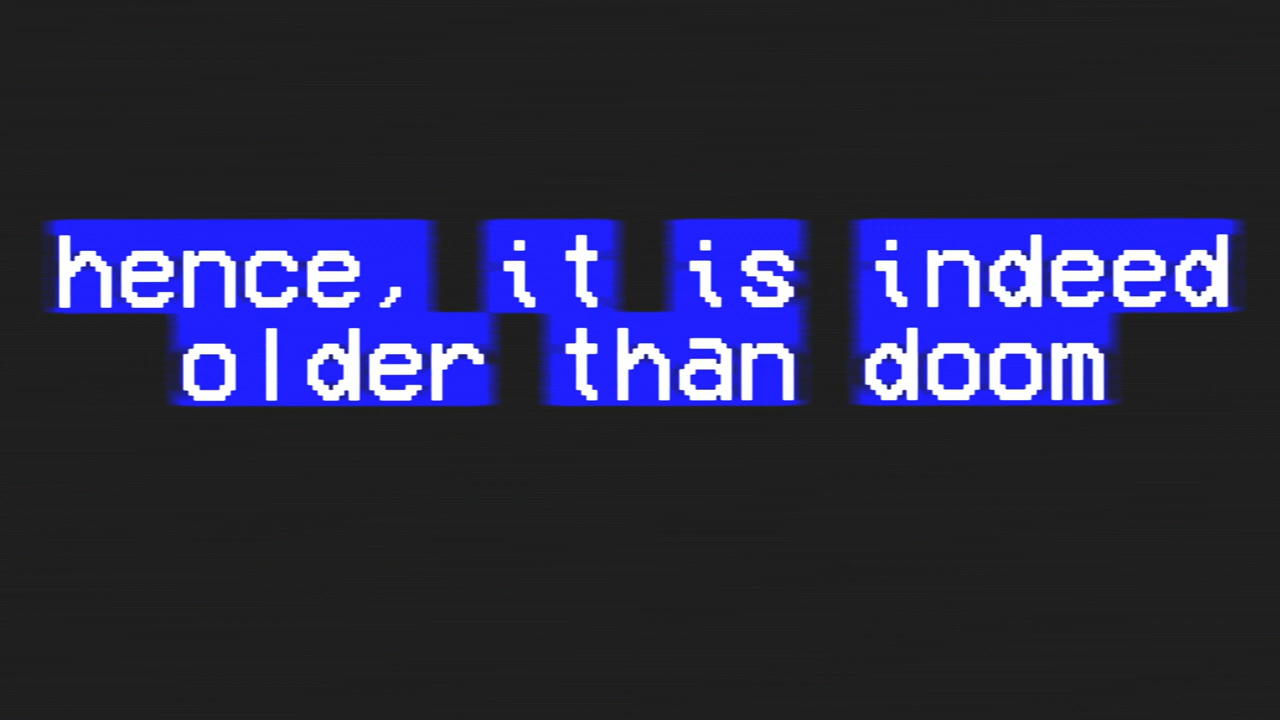 hence, it is indeed
older than doom